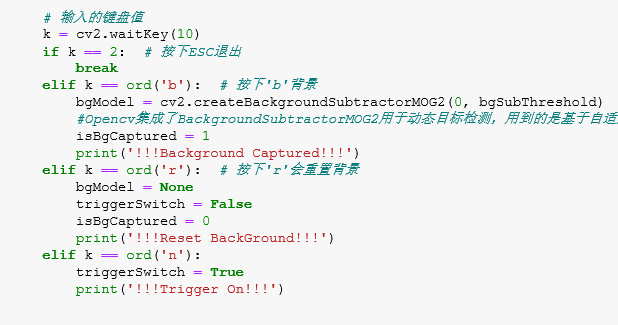 # 输入的键盘值
k = cv2.waitKey(10)
if k == 2:  # 按下ESC退出
    break
elif k == ord('b'):  # 按下'b'背景
    bgModel = cv2.createBackgroundSubtractorMOG2(0, bgSubThreshold)
    #Opencv集成了BackgroundSubtractorMOG2用于动态目标检测，用到的是基于自适
    isBgCaptured = 1
    print('!!!Background Captured!!!')
elif k == ord('r'):  # 按下'r'会重置背景
    bgModel = None
    triggerSwitch = False
    isBgCaptured = 0
    print('!!!Reset BackGround!!!')
elif k == ord('n'):
    triggerSwitch = True
    print('!!!Trigger On!!!')